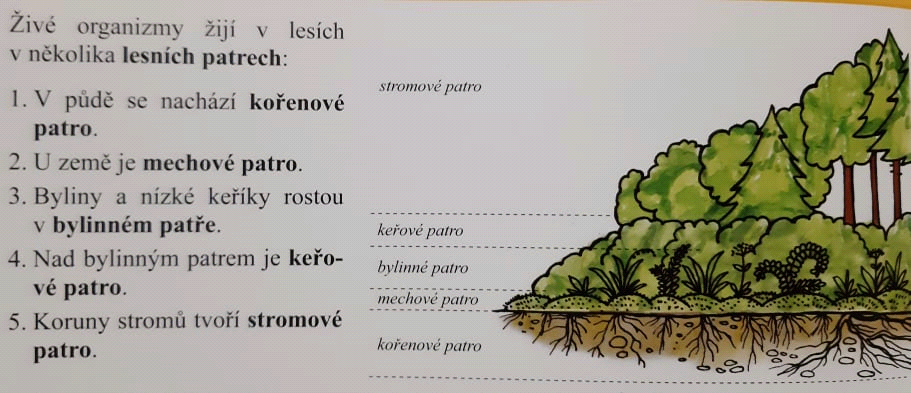 Živé organizmy žijí v lesích
v několika lesních patrech:
1. V půdě se nachází kořenové
patro.
2. U země je mechové patro.
3. Byliny a nízké keříky rostou
v bylinném patře.
4. Nad bylinným patrem je keřo-
vé patro.
5. Koruny stromů tvoří stromové
patro.
stromové patro
keřové patro
bylinné patro
mechové patro
kořenové patro